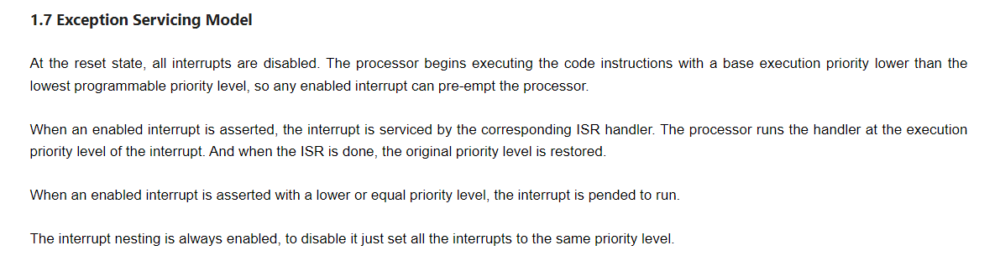 1.7 Exception Servicing Model
At the reset state, all interrupts are disabled. The processor begins executing the code instructions with a base execution priority lower than the
lowest programmable priority level, so any enabled interrupt can pre-empt the processor.
When an enabled interrupt is asserted, the interrupt is serviced by the corresponding ISR handler. The processor runs the handler at the execution
priority level of the interrupt. And when the ISR is done, the original priority level is restored.
When an enabled interrupt is asserted with a lower or equal priority level, the interrupt is pended to run.
The interrupt nesting is always enabled, to disable it just set all the interrupts to the same priority level.